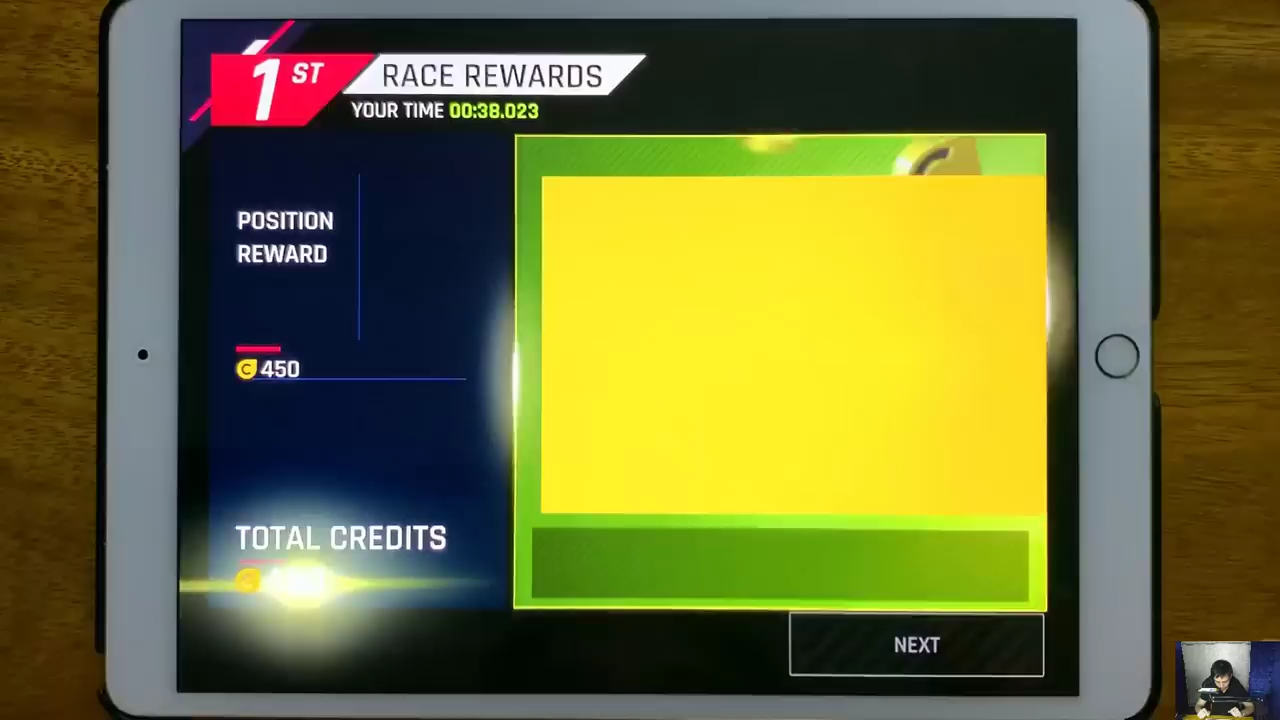 1ST
RACE REWARDS
YOUR TIME 00:38.023
POSITION
REWARD
C 450
TOTAL CREDITS
C
NEXT